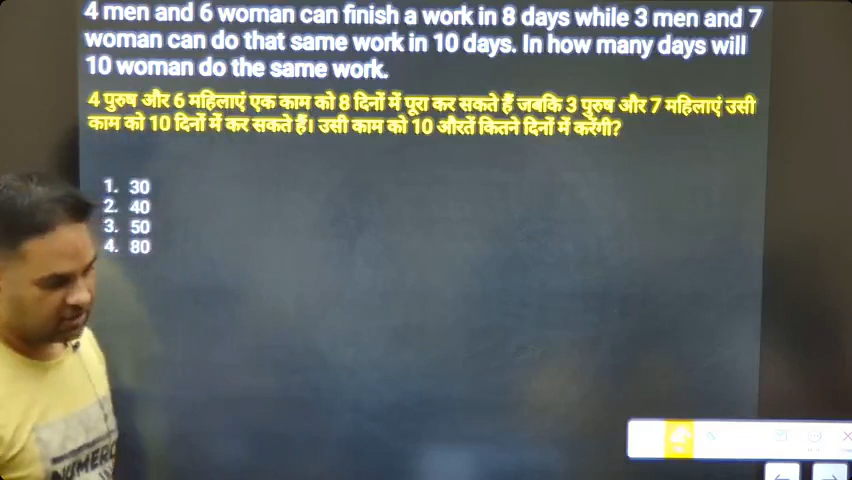 4 men and 6 woman can finish a work in 8 days while 3 men and 7
woman can do that same work in 10 days. In how many days will
10 woman do the same work.
4 पुरुष और 6 महिलाएं एक काम को 8 दिनों में पूरा कर सकते हैं जबकि 3 पुरुष और 7 महिलाएं उसी
काम को 10 दिनों में कर सकते हैं। उसी काम को 10 औरतें कितने दिनों में करेंगी?
1. 30
2. 40
3. 50
4. 80